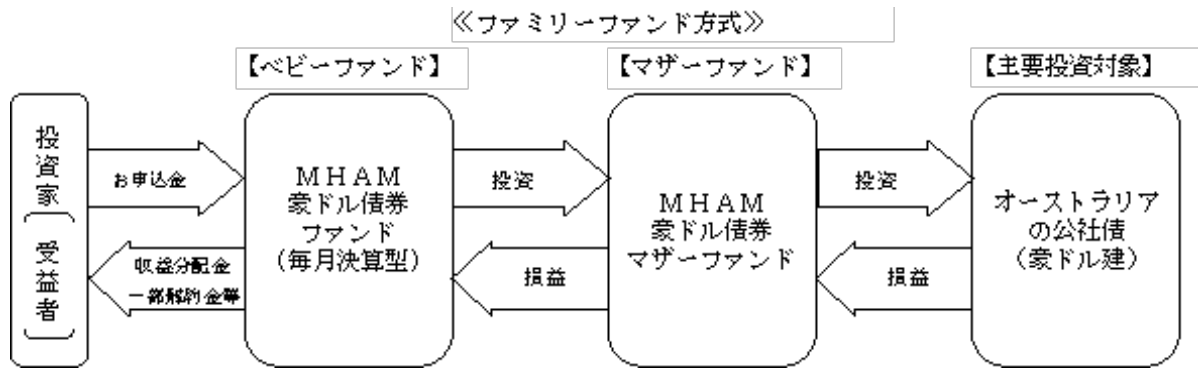 ≪ファミリーファンド方式≫
【ベビーファンド】
【マザーファンド】
【主要投資対象】
投資家
受益者
お申込金
収益分配金
一部解約金等
ＭＨＡＭ
豪ドル債券
ファンド
（毎月決算型）
投資
損益
ＭＨＡＭ
豪ドル債券
マザーファンド
投資
損益
オーストラリア
の公社債
（豪ドル建）